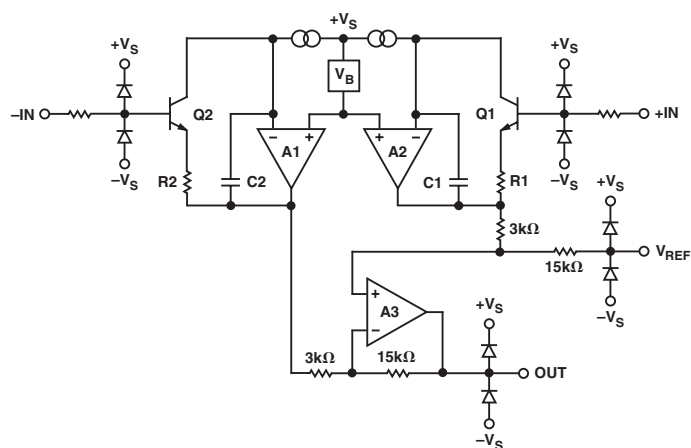 +VS
+VS
+VS
VB
–IN
Q2
Q1
+IN
– +
+ –
A1
A2
–VS
R2
C2
C1
R1
–VS
+VS
3kΩ
15kΩ
VREF
+
A3
–
–VS
+VS
3kΩ
15kΩ
OUT
–VS